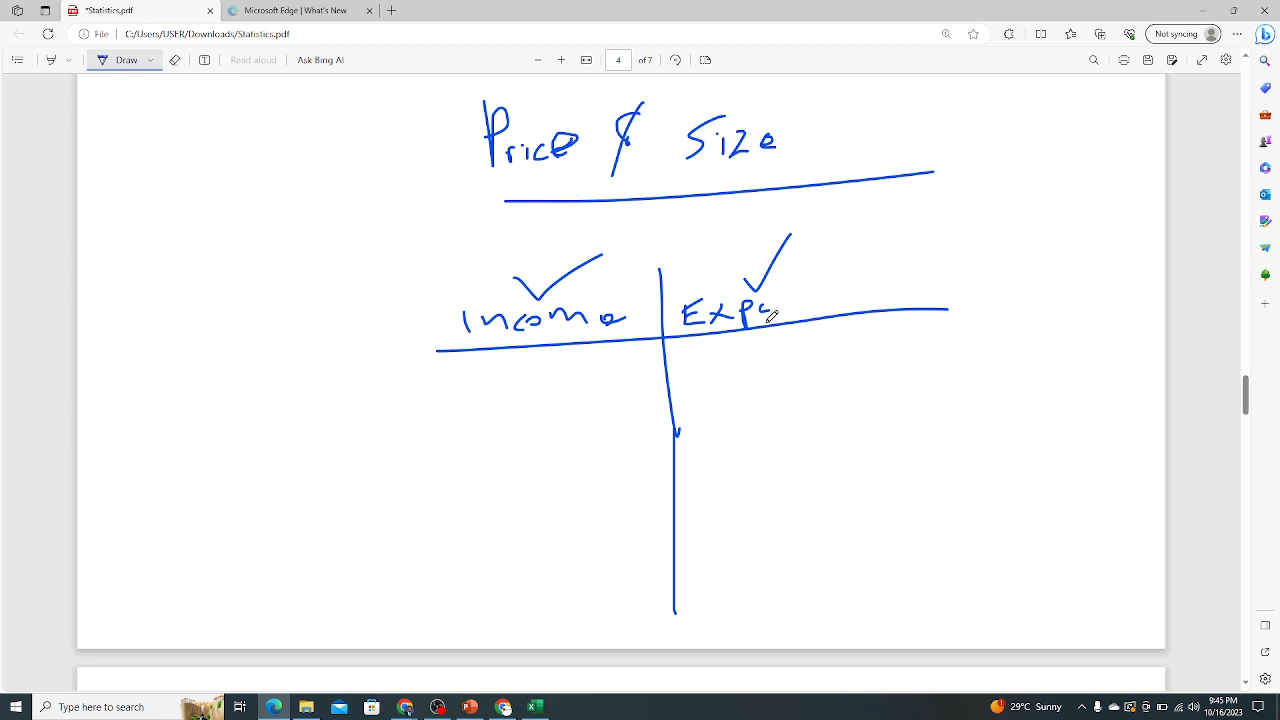 *Statistics.pdf
Microsoft Edge | What's New
File C:/Users/USER/Downloads/Statistics.pdf
Not syncing
Draw
Read aloud
Ask Bing AI
4 of 7
Price & Size
Income Expe
Type here to search
29°C Sunny
9:45 PM
10/16/2023